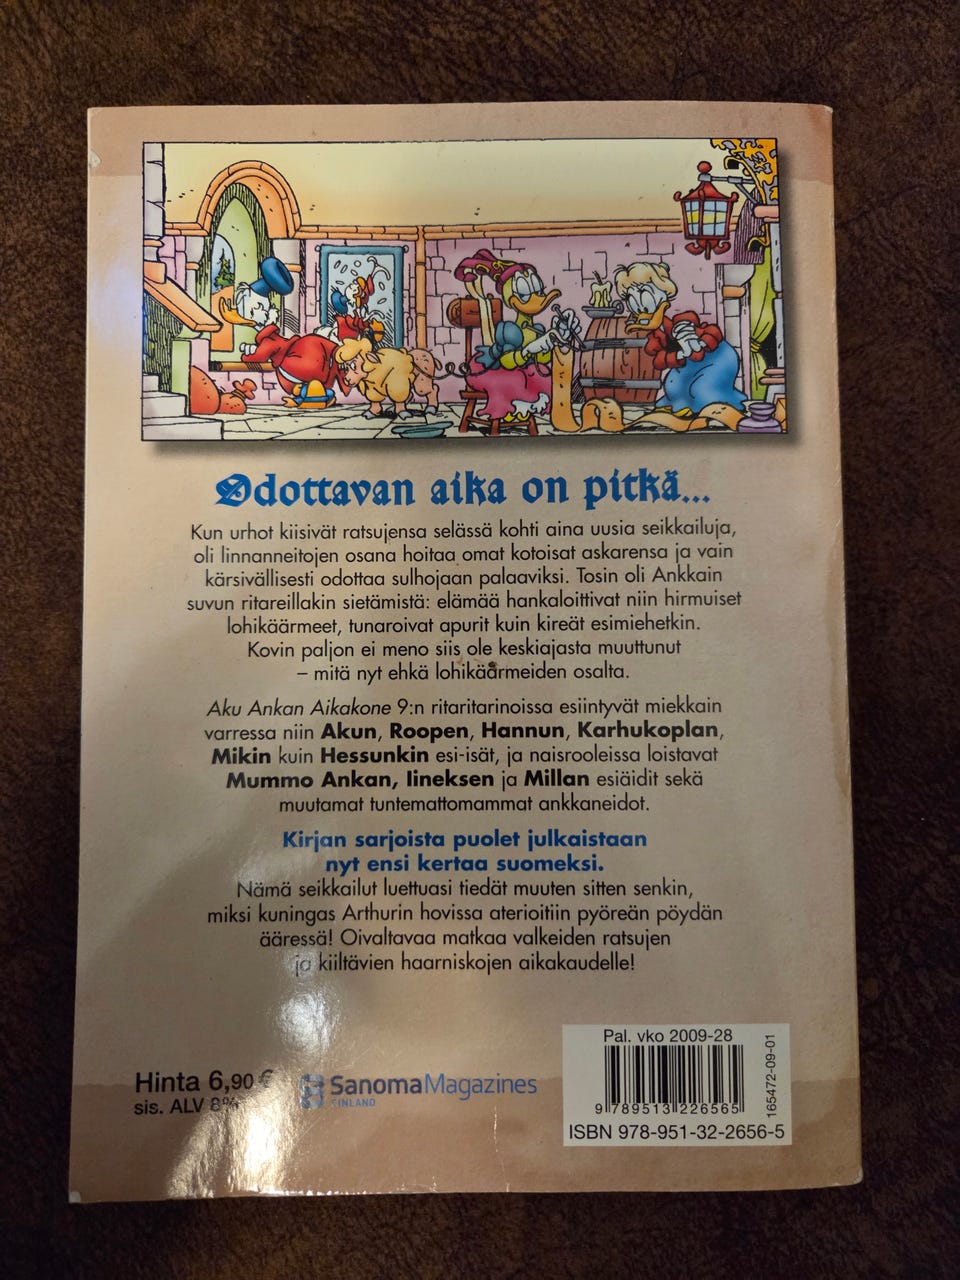 Odottavan aika on pitkä...
Kun urhot kiisivät ratsujensa selässä kohti aina uusia seikkailuja,
oli linnanneitojen osana hoitaa omat kotoisat askarensa ja vain
kärsivällisesti odottaa sulhojaan palaaviksi. Tosin oli Ankkain
suvun ritareillakin sietämistä: elämää hankaloittivat niin hirmuiset
lohikäärmeet, tunaroivat apurit kuin kireät esimiehetkin.
Kovin paljon ei meno siis ole keskiajasta muuttunut
– mitä nyt ehkä lohikäärmeiden osalta.
Aku Ankan Aikakone 9:n ritaritarinoissa esiintyvät miekkain
varressa niin Akun, Roopen, Hannun, Karhukoplan,
Mikin kuin Hessunkin esi-isät, ja naisrooleissa loistavat
Mummo Ankan, Iineksen ja Millan esiäidit sekä
muutamat tuntemattomammat ankkaneidot.
Kirjan sarjoista puolet julkaistaan
nyt ensi kertaa suomeksi.
Nämä seikkailut luettuasi tiedät muuten sitten senkin,
miksi kuningas Arthurin hovissa aterioitiin pyöreän pöydän
ääressä! Oivaltavaa matkaa valkeiden ratsujen
ja kiiltävien haarniskojen aikakaudelle!
Hinta 6,90 €
sis. ALV 8%
SanomaMagazines
FINLAND
Pal. vko 2009-28
9 789513 226565
165472-09-01
ISBN 978-951-32-2656-5